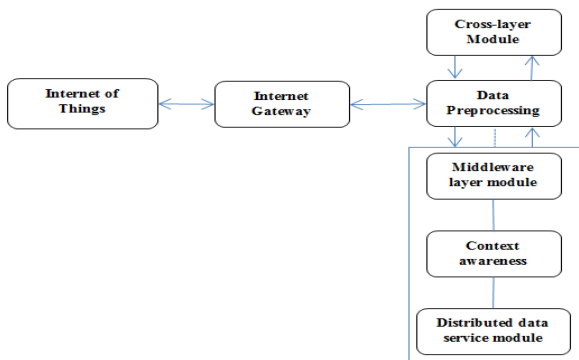 Cross-layer
Module
Internet of
Things
Internet
Gateway
Data
Preprocessing
Middleware
layer module
Context
awareness
Distributed data
service module